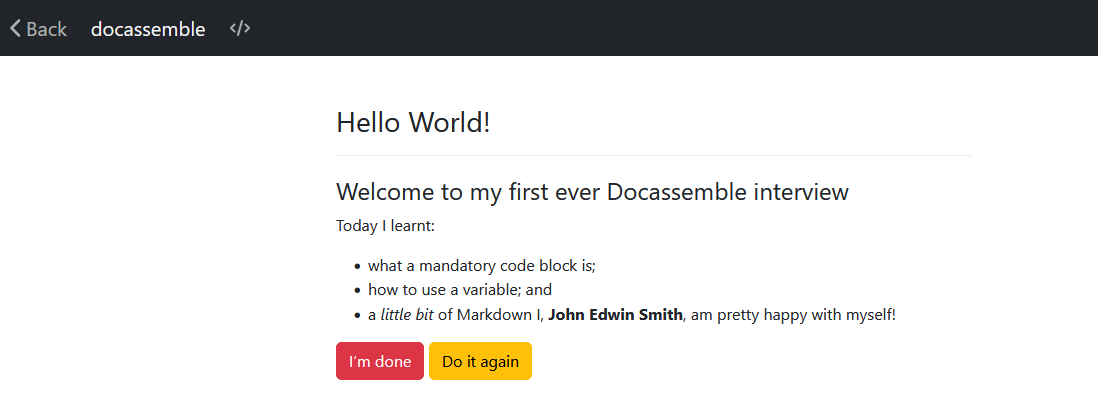 Back docassemble </>
Hello World!
Welcome to my first ever Docassemble interview
Today I learnt:
• what a mandatory code block is;
• how to use a variable; and
• a little bit of Markdown I, John Edwin Smith, am pretty happy with myself!
I’m done Do it again